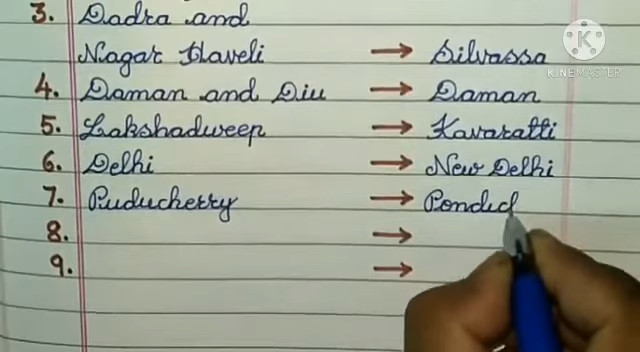 3. Dadra and
Nagar Haveli → Silvassa
4. Daman and Diu → Daman
5. Lakshadweep → Kavaratti
6. Delhi → New Delhi
7. Puducherry → Pondic
8. →
9. →
KINEMASTER